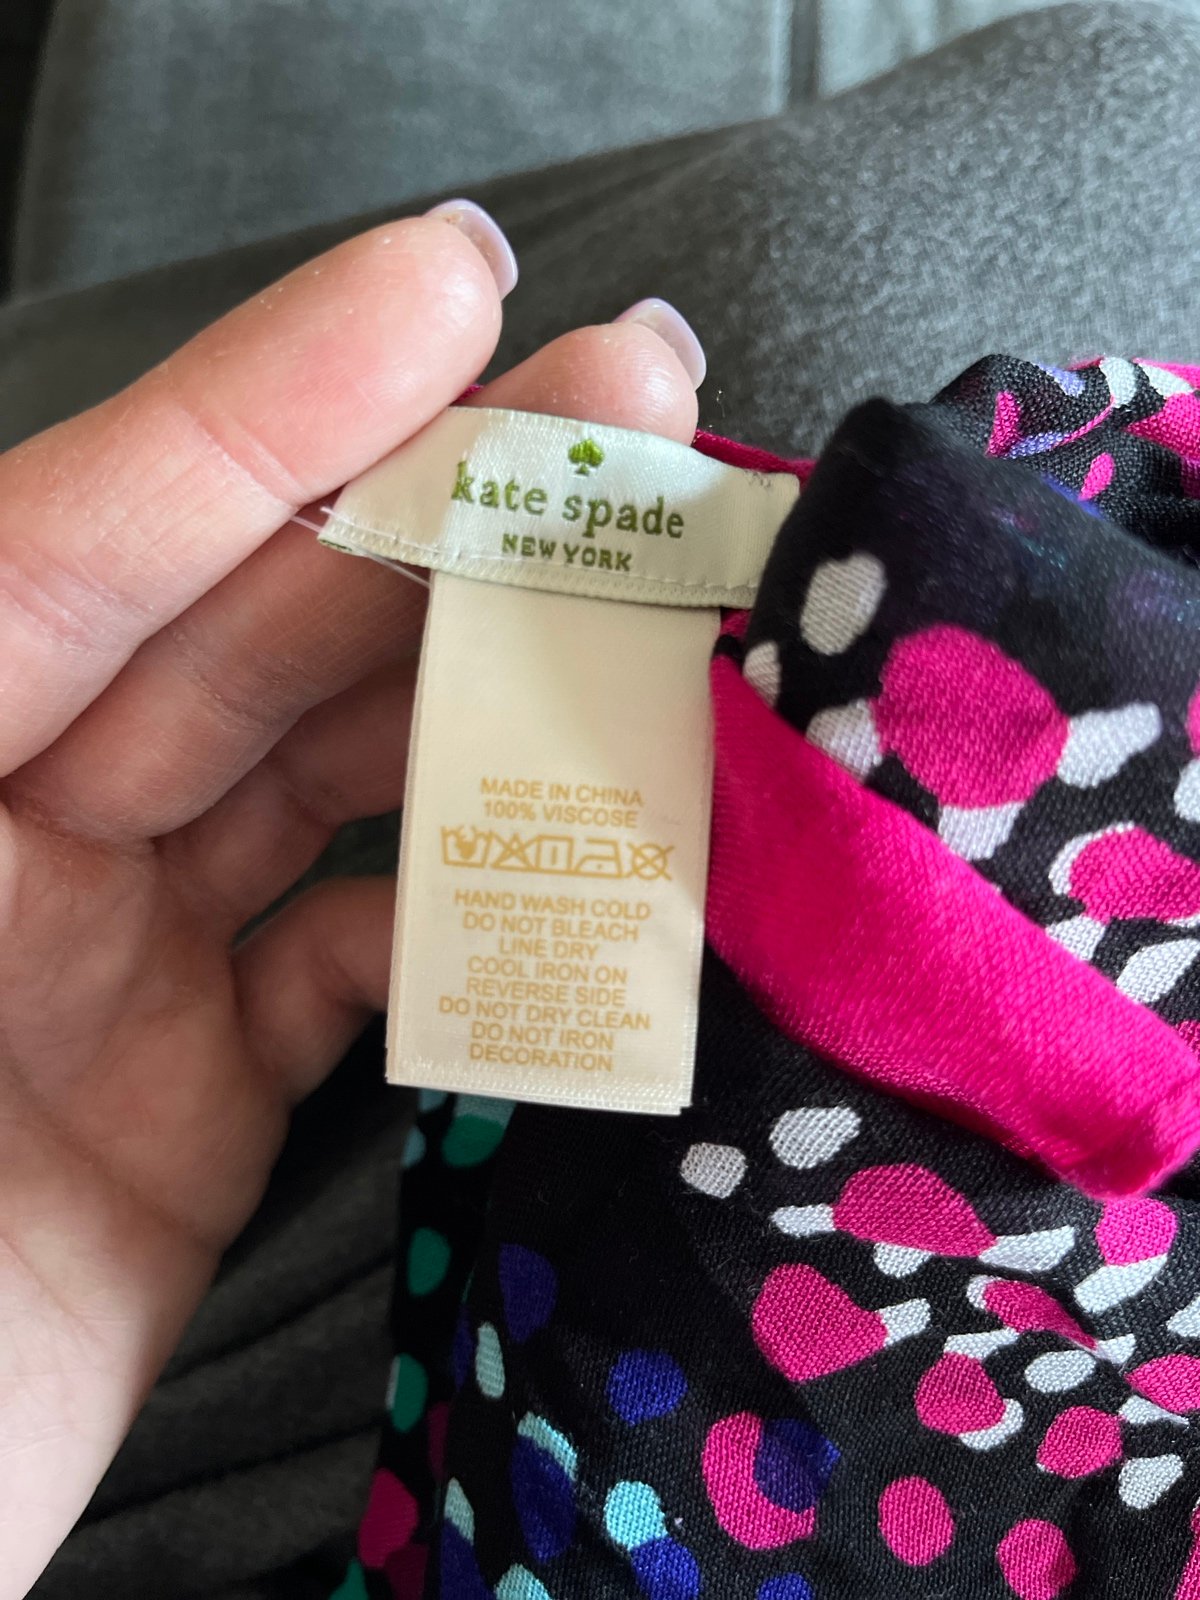 kate spade
NEW YORK
MADE IN CHINA
100% VISCOSE
HAND WASH COLD
DO NOT BLEACH
LINE DRY
COOL IRON ON
REVERSE SIDE
DO NOT DRY CLEAN
DO NOT IRON
DECORATION